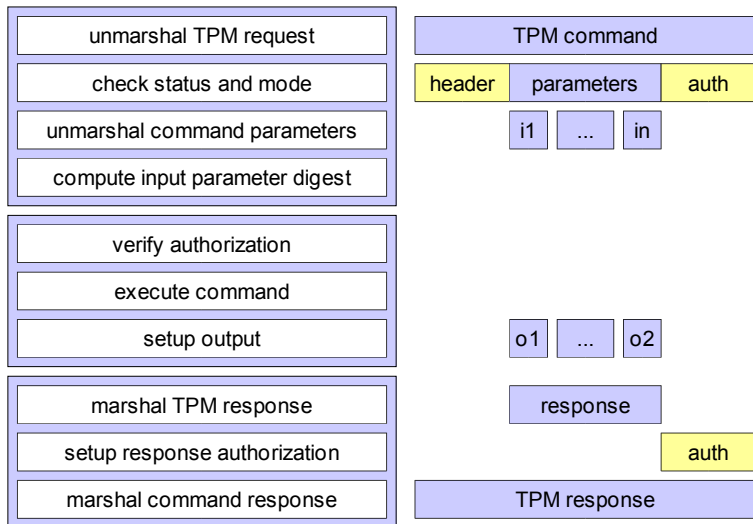 unmarshal TPM request
TPM command
check status and mode
header parameters auth
unmarshal command parameters
i1 ... in
compute input parameter digest
verify authorization
execute command
setup output
o1 ... o2
marshal TPM response
response
setup response authorization
auth
marshal command response
TPM response